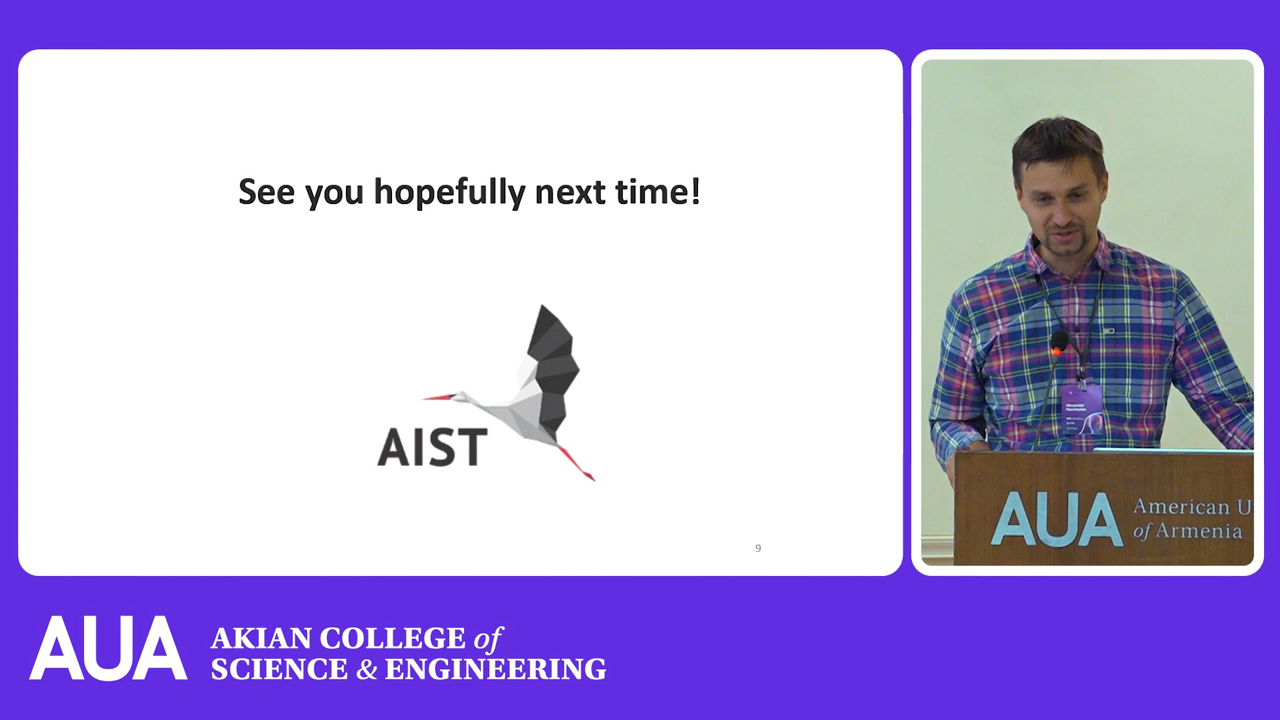 See you hopefully next time!
AIST
9
AUA
American U
of Armenia
AUA
AKIAN COLLEGE of
SCIENCE & ENGINEERING